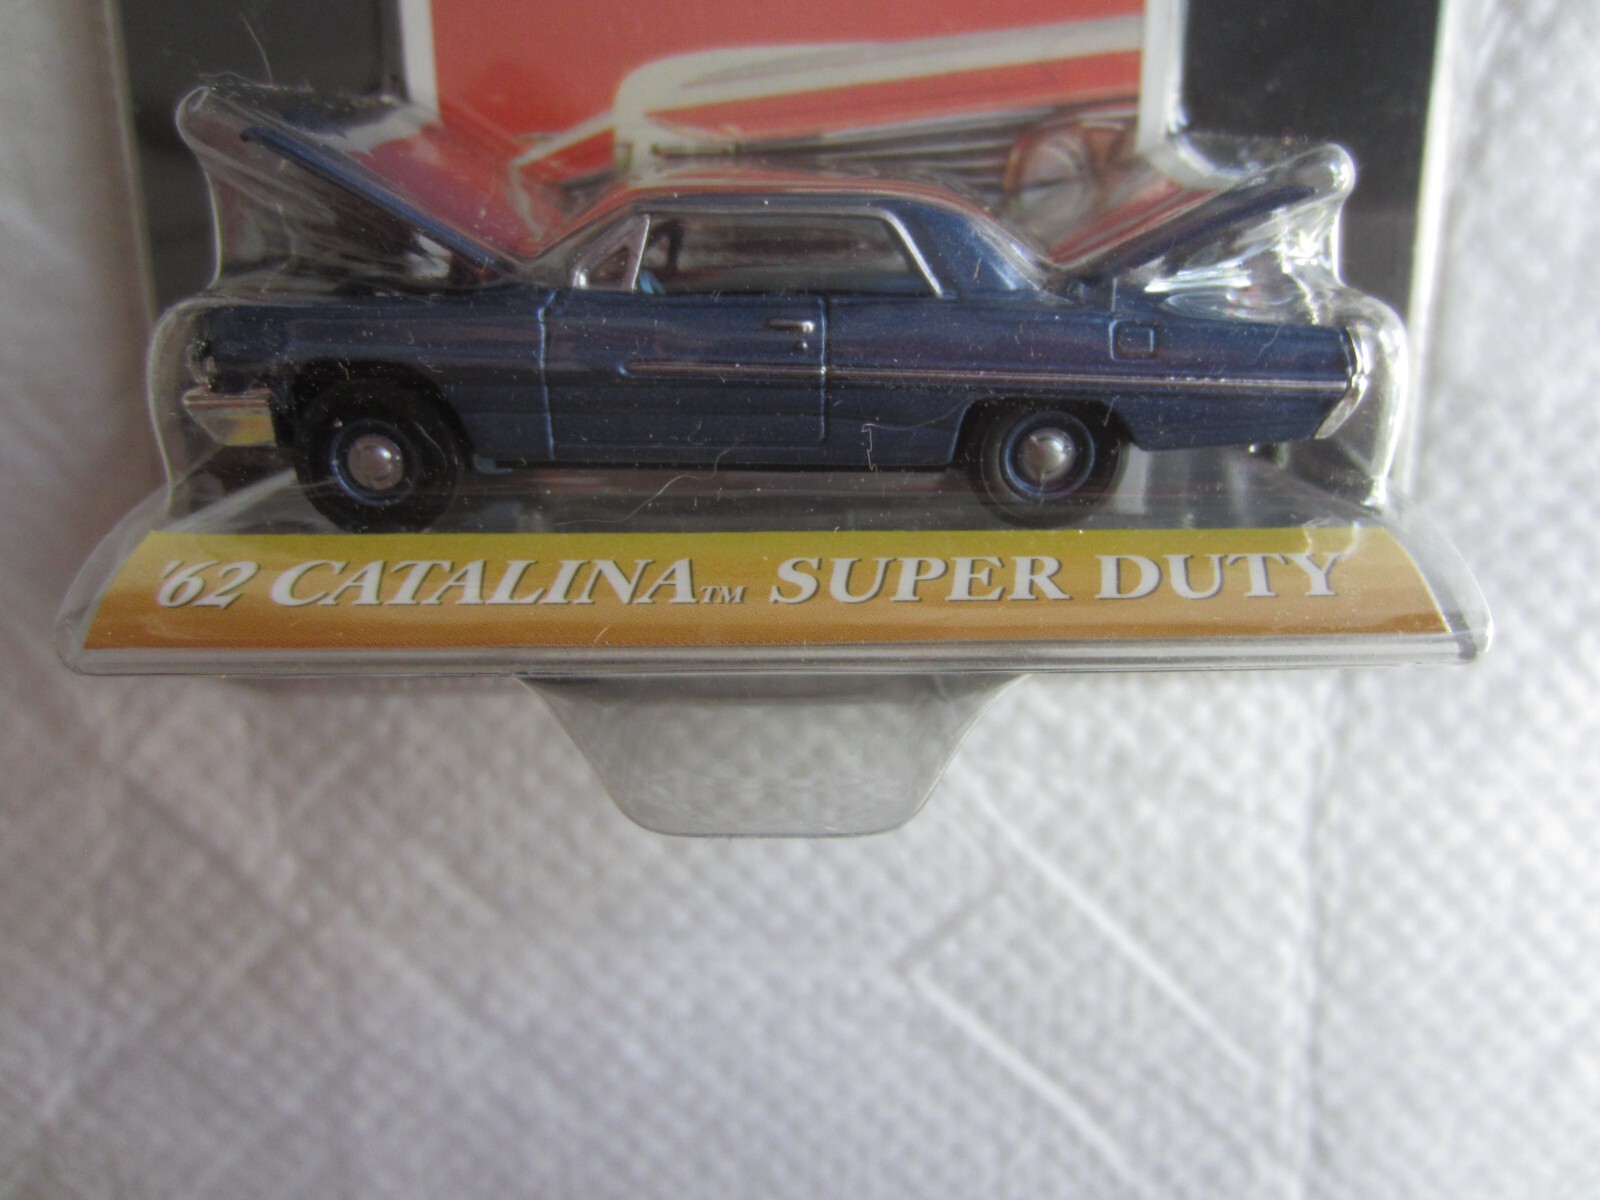 '62 CATALINA™ SUPER DUTY